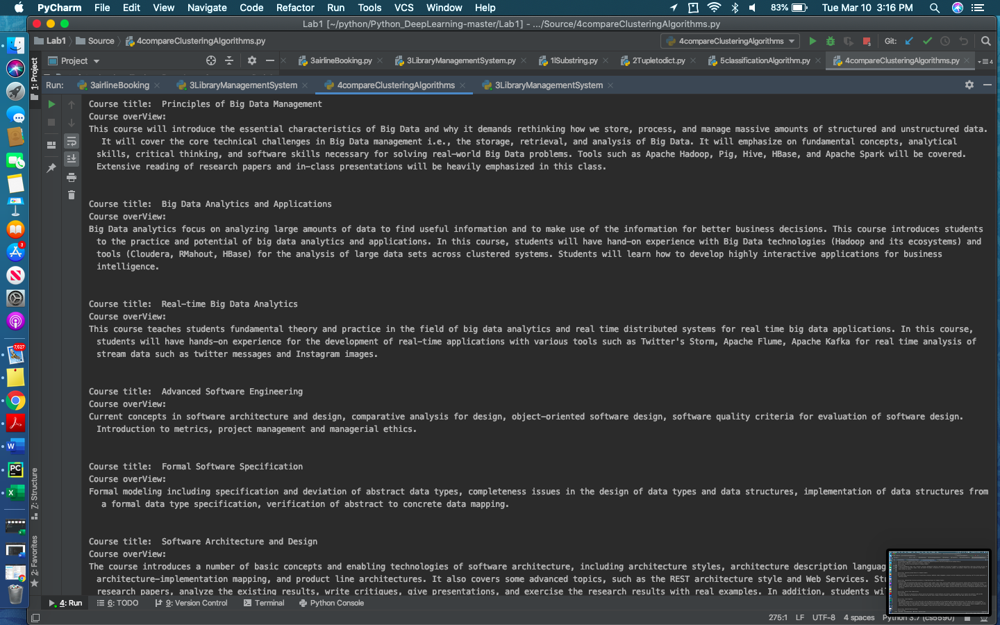 PyCharm File Edit View Navigate Code Refactor Run Tools VCS Window Help 83% Tue Mar 10 3:16 PM
Lab1 [~/python/Python_DeepLearning-master/Lab1] - .../Source/4compareClusteringAlgorithms.py
Lab1 Source 4compareClusteringAlgorithms.py 4compareClusteringAlgorithms Git:
Project 3airlineBooking.py 3LibraryManagementSystem.py 1lSubstring.py 2Tupletodict.py 5classificationAlgorithm.py 4compareClusteringAlgorithms.py 4
Run: 3airlineBooking 3LibraryManagementSystem 4compareClusteringAlgorithms 3LibraryManagementSystem
1: Project
Course title:  Principles of Big Data Management
Course overView:
This course will introduce the essential characteristics of Big Data and why it demands rethinking how we store, process, and manage massive amounts of structured and unstructured data.
It will cover the core technical challenges in Big Data management i.e., the storage, retrieval, and analysis of Big Data. It will emphasize on fundamental concepts, analytical
skills, critical thinking, and software skills necessary for solving real-world Big Data problems. Tools such as Apache Hadoop, Pig, Hive, HBase, and Apache Spark will be covered.
Extensive reading of research papers and in-class presentations will be heavily emphasized in this class.
Course title:  Big Data Analytics and Applications
Course overView:
Big Data analytics focus on analyzing large amounts of data to find useful information and to make use of the information for better business decisions. This course introduces students
to the practice and potential of big data analytics and applications. In this course, students will have hand-on experience with Big Data technologies (Hadoop and its ecosystems) and
tools (Cloudera, RMahout, HBase) for the analysis of large data sets across clustered systems. Students will learn how to develop highly interactive applications for business
intelligence.
Course title:  Real-time Big Data Analytics
Course overView:
This course teaches students fundamental theory and practice in the field of big data analytics and real time distributed systems for real time big data applications. In this course,
students will have hands-on experience for the development of real-time applications with various tools such as Twitter's Storm, Apache Flume, Apache Kafka for real time analysis of
stream data such as twitter messages and Instagram images.
Course title:  Advanced Software Engineering
Course overView:
Current concepts in software architecture and design, comparative analysis for design, object-oriented software design, software quality criteria for evaluation of software design.
Introduction to metrics, project management and managerial ethics.
Course title:  Formal Software Specification
Course overView:
Formal modeling including specification and deviation of abstract data types, completeness issues in the design of data types and data structures, implementation of data structures from
a formal data type specification, verification of abstract to concrete data mapping.
Course title:  Software Architecture and Design
Course overView:
The course introduces a number of basic concepts and enabling technologies of software architecture, including architecture styles, architecture description languag
architecture-implementation mapping, and product line architectures. It also covers some advanced topics, such as the REST architecture style and Web Services. St
research papers, analyze the existing results, write critiques, give presentations, and exercise the research results with real examples. In addition, students wi
3
7,527
W
PC
X
Z: Structure
2: Favorites
4: Run 6: TODO 9: Version Control Terminal Python Console
275:1 LF UTF-8 4 spaces Python 3.7 (cs5590)